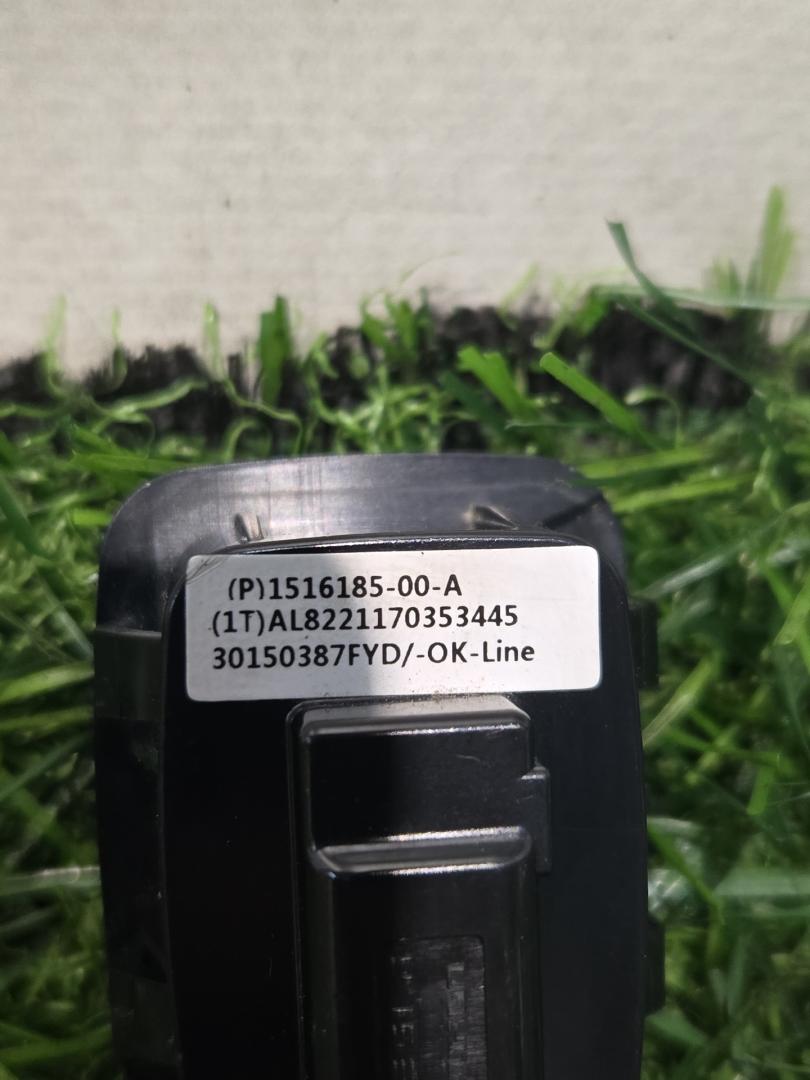 (P)1516185-00-A
(1T)AL8221170353445
30150387FYD/-OK-Line